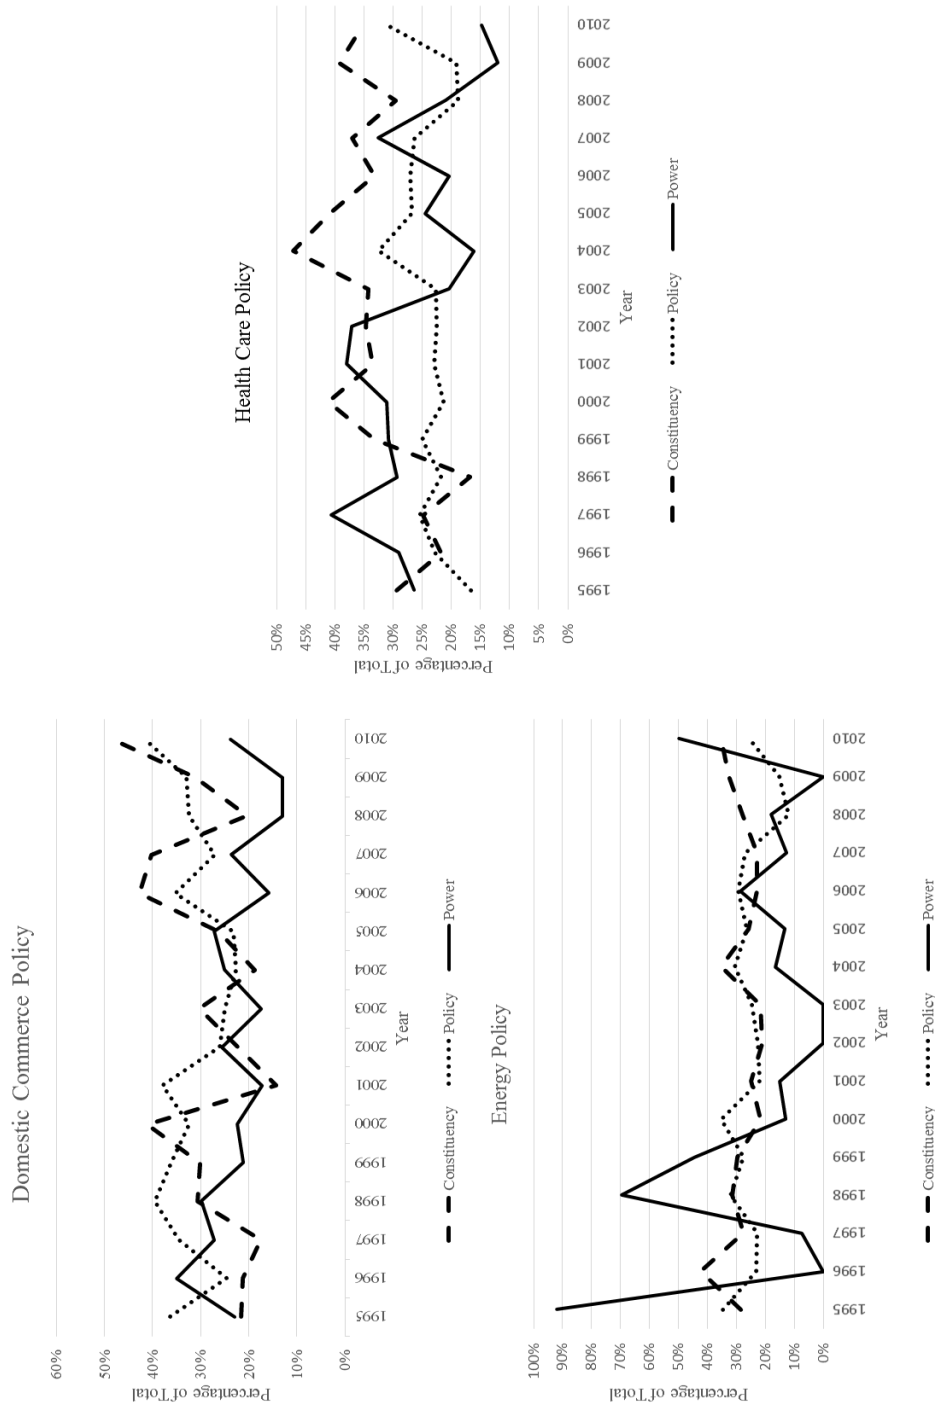 Domestic Commerce Policy
60%
50%
40%
30%
20%
10%
0%
Percentage of Total
1995 1996 1997 1998 1999 2000 2001 2002 2003 2004 2005 2006 2007 2008 2009 2010
Year
Constituency Policy Power
Health Care Policy
50%
45%
40%
35%
30%
25%
20%
15%
10%
5%
0%
Percentage of Total
1995 1996 1997 1998 1999 2000 2001 2002 2003 2004 2005 2006 2007 2008 2009 2010
Year
Constituency Policy Power
Energy Policy
100%
90%
80%
70%
60%
50%
40%
30%
20%
10%
0%
Percentage of Total
1995 1996 1997 1998 1999 2000 2001 2002 2003 2004 2005 2006 2007 2008 2009 2010
Year
Constituency Policy Power